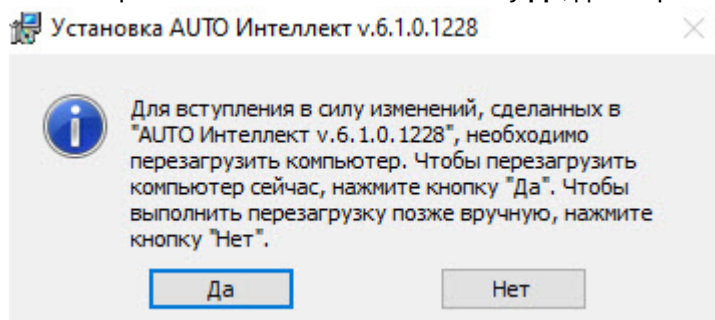 Установка AUTO Интеллект v.6.1.0.1228
Для вступления в силу изменений, сделанных в
"AUTO Интеллект v.6.1.0.1228", необходимо
перезагрузить компьютер. Чтобы перезагрузить
компьютер сейчас, нажмите кнопку "Да". Чтобы
выполнить перезагрузку позже вручную, нажмите
кнопку "Нет".
Да Нет